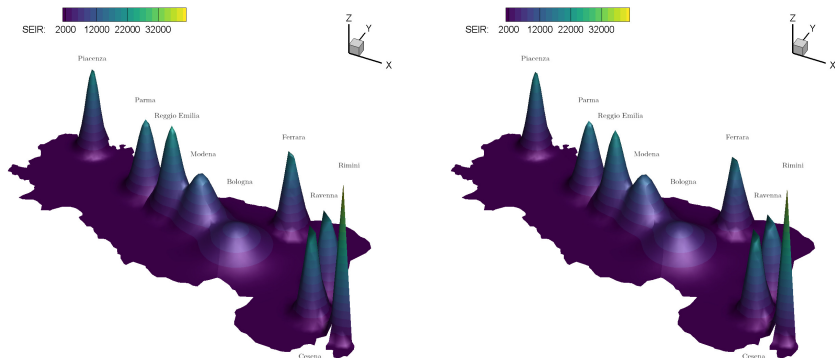 SEIR: 2000 12000 22000 32000
Z
Y
X
Piacenza
Parma
Reggio Emilia
Modena
Ferrara
Rimini
Bologna
Ravenna
Cesena
SEIR: 2000 12000 22000 32000
Z
Y
X
Piacenza
Parma
Reggio Emilia
Modena
Ferrara
Rimini
Bologna
Ravenna
Cesena